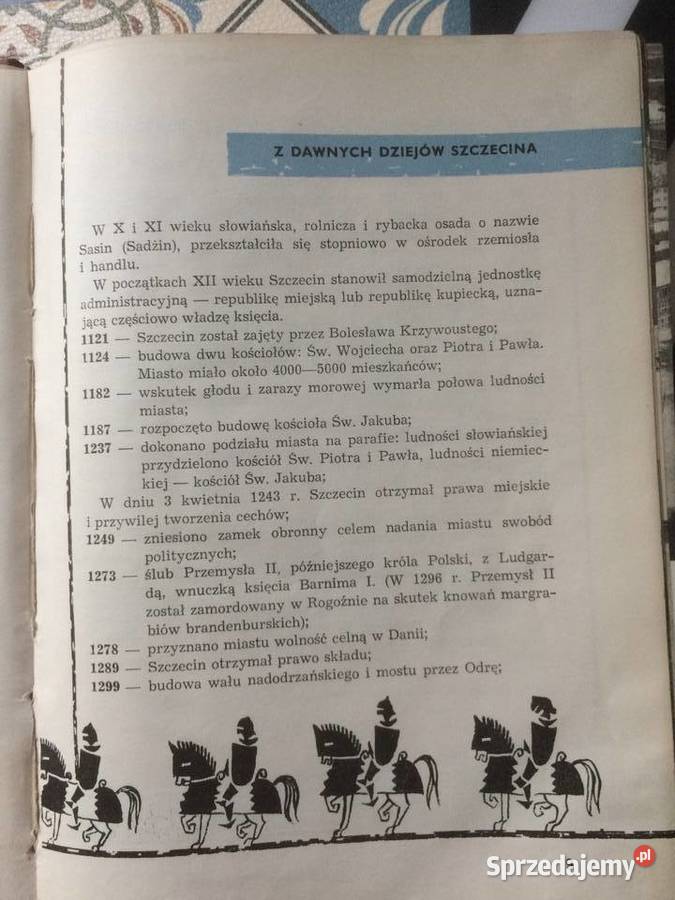 Z DAWNYCH DZIEJÓW SZCZECINA
W X i XI wieku słowiańska, rolnicza i rybacka osada o nazwie
Sasin (Sadżin), przekształciła się stopniowo w ośrodek rzemiosła
i handlu.
W początkach XII wieku Szczecin stanowił samodzielną jednostkę
administracyjną — republikę miejską lub republikę kupiecką, uzna-
jącą częściowo władzę księcia.
1121 — Szczecin został zajęty przez Bolesława Krzywoustego;
1124 — budowa dwu kościołów: Św. Wojciecha oraz Piotra i Pawła.
Miasto miało około 4000—5000 mieszkańców;
1182 — wskutek głodu i zarazy morowej wymarła połowa ludności
miasta;
1187 — rozpoczęto budowę kościoła Św. Jakuba;
1237 — dokonano podziału miasta na parafie: ludności słowiańskiej
przydzielono kościół Św. Piotra i Pawła, ludności niemiec-
kiej — kościół Św. Jakuba;
W dniu 3 kwietnia 1243 r. Szczecin otrzymał prawa miejskie
i przywilej tworzenia cechów;
1249 — zniesiono zamek obronny celem nadania miastu swobód
politycznych;
1273 — ślub Przemysła II, późniejszego króla Polski, z Ludgar-
dą, wnuczką księcia Barnima I. (W 1296 r. Przemysł II
został zamordowany w Rogoźnie na skutek knowań margra-
biów brandenburskich);
1278 — przyznano miastu wolność celną w Danii;
1289 — Szczecin otrzymał prawo składu;
1299 — budowa wału nadodrzańskiego i mostu przez Odrę;
Sprzedajemy.pl